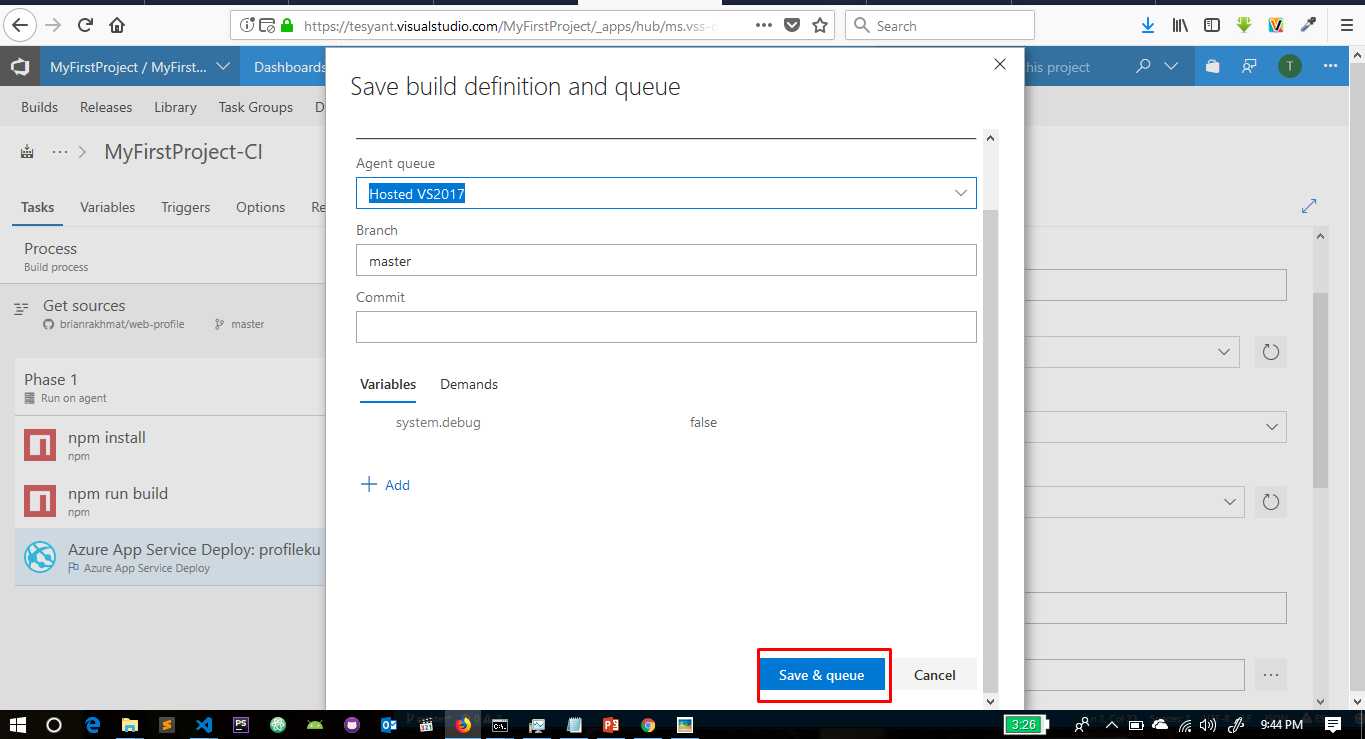 https://tesyant.visualstudio.com/MyFirstProject/_apps/hub/ms.vss-c
Search
MyFirstProject / MyFirst...
Dashboards
this project
T
Builds
Releases
Library
Task Groups
D
MyFirstProject-CI
Tasks
Variables
Triggers
Options
Re
Process
Build process
Get sources
brianrakhmat/web-profile
master
Phase 1
Run on agent
npm install
npm
npm run build
npm
Azure App Service Deploy: profileku
Azure App Service Deploy
Save build definition and queue
Agent queue
Hosted VS2017
Branch
master
Commit
Variables
Demands
system.debug
false
Add
Save & queue
Cancel
3:26
9:44 PM